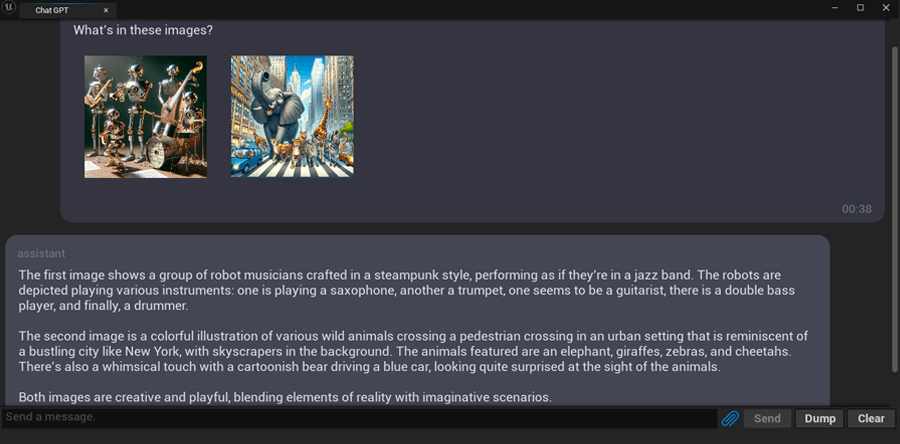 Chat GPT
What's in these images?
00:38
assistant
The first image shows a group of robot musicians crafted in a steampunk style, performing as if they're in a jazz band. The robots are
depicted playing various instruments: one is playing a saxophone, another a trumpet, one seems to be a guitarist, there is a double bass
player, and finally, a drummer.
The second image is a colorful illustration of various wild animals crossing a pedestrian crossing in an urban setting that is reminiscent of
a bustling city like New York, with skyscrapers in the background. The animals featured are an elephant, giraffes, zebras, and cheetahs.
There's also a whimsical touch with a cartoonish bear driving a blue car, looking quite surprised at the sight of the animals.
Both images are creative and playful, blending elements of reality with imaginative scenarios.
Send a message.
Send
Dump
Clear